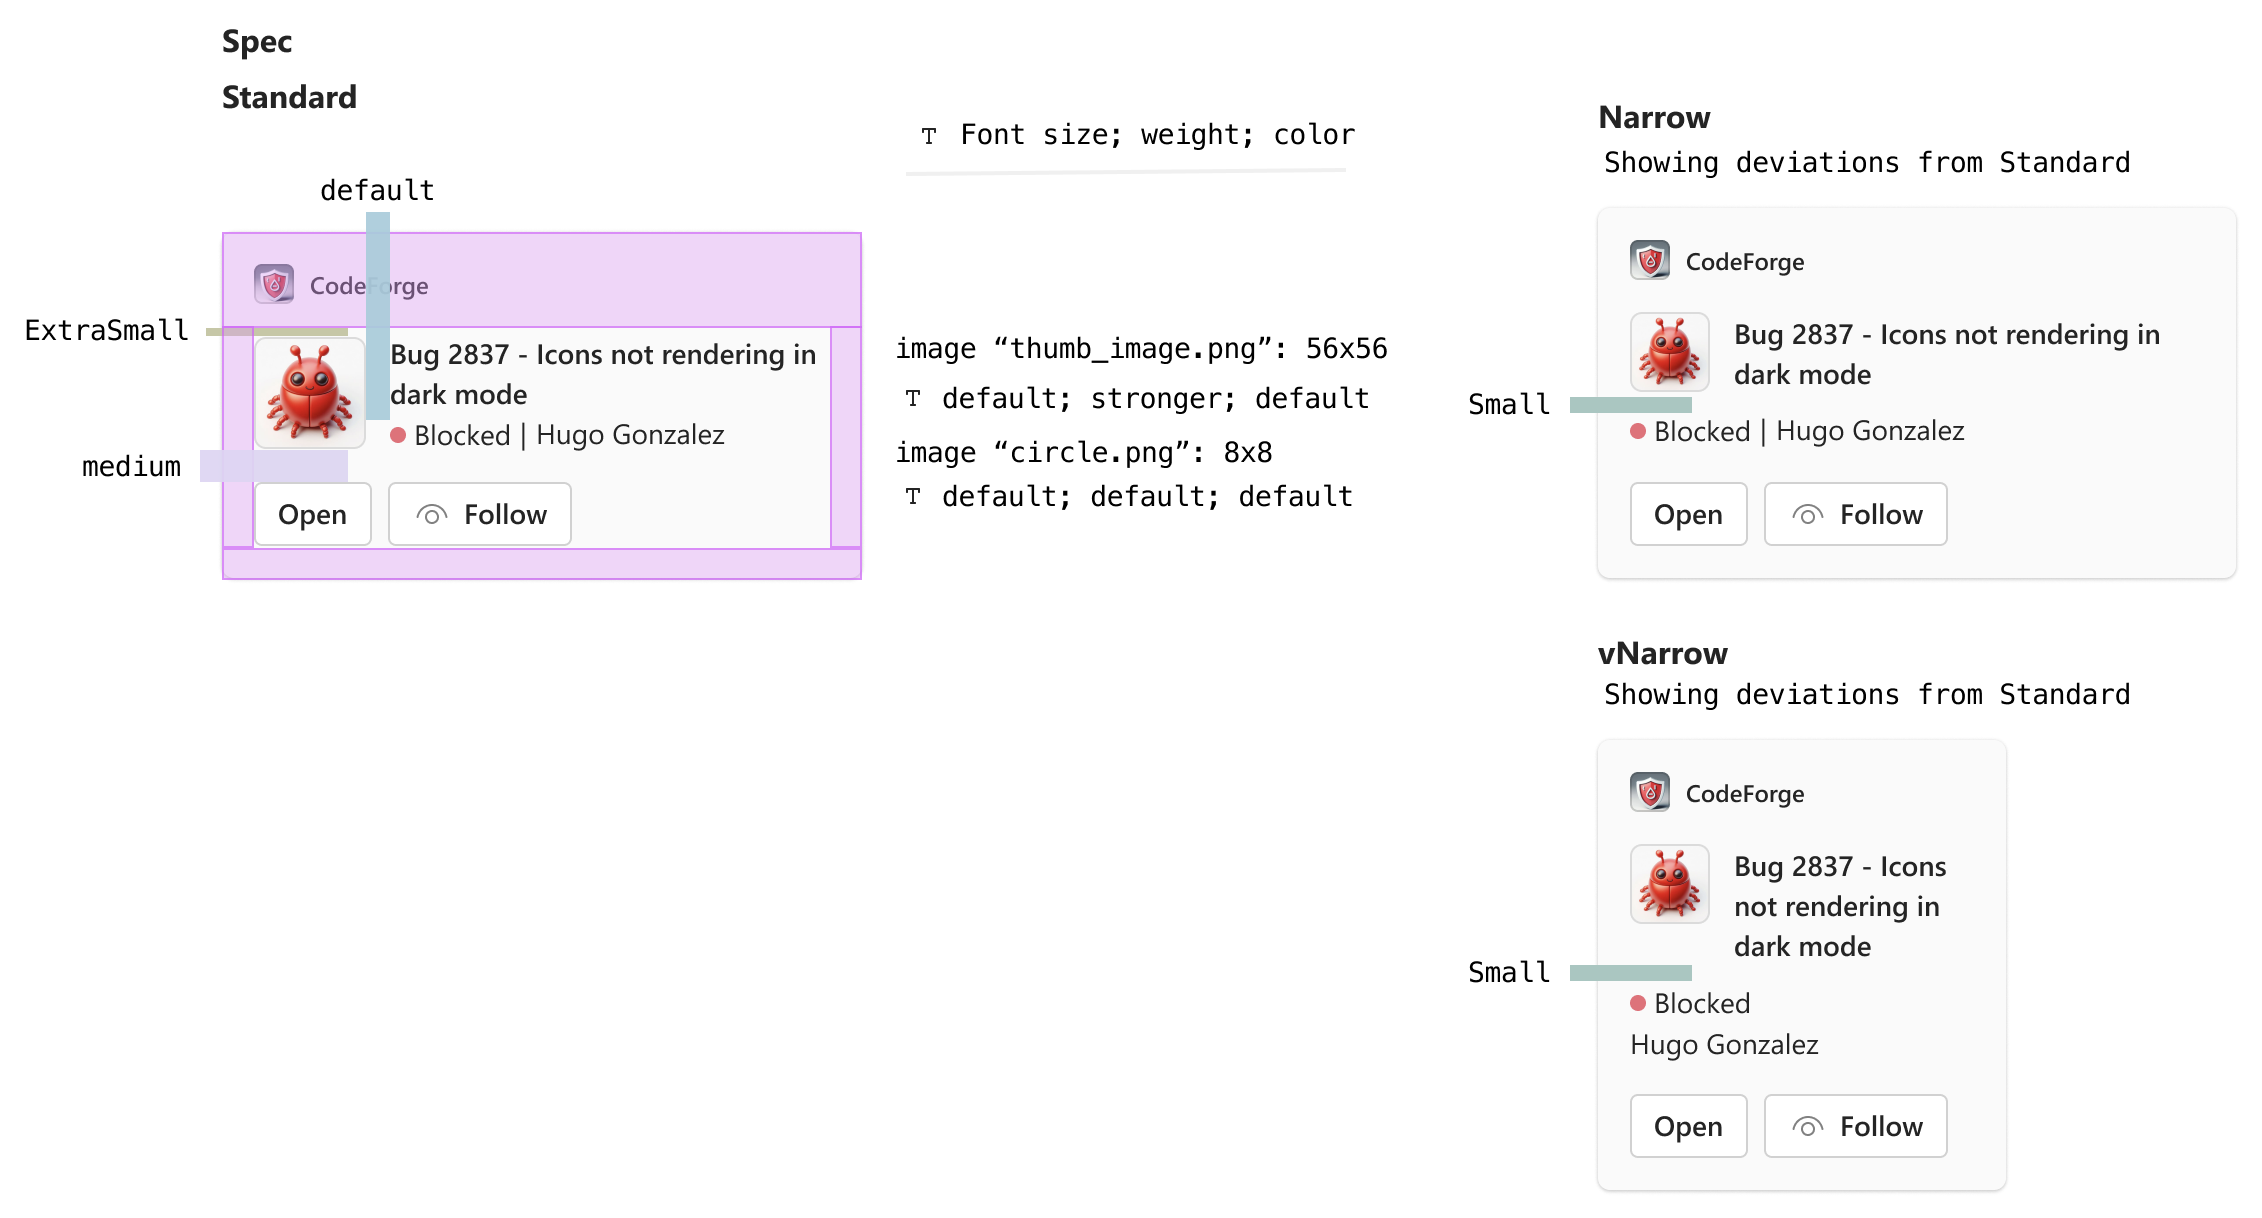 Spec
Standard
default
CodeForge
ExtraSmall
Bug 2837 - Icons not rendering in
dark mode
Blocked | Hugo Gonzalez
medium
Open
Follow
T Font size; weight; color
image “thumb_image.png”: 56x56
T default; stronger; default
image “circle.png”: 8x8
T default; default; default
Narrow
Showing deviations from Standard
CodeForge
Bug 2837 - Icons not rendering in
dark mode
Small
Blocked | Hugo Gonzalez
Open
Follow
vNarrow
Showing deviations from Standard
CodeForge
Bug 2837 - Icons
not rendering in
dark mode
Small
Blocked
Hugo Gonzalez
Open
Follow